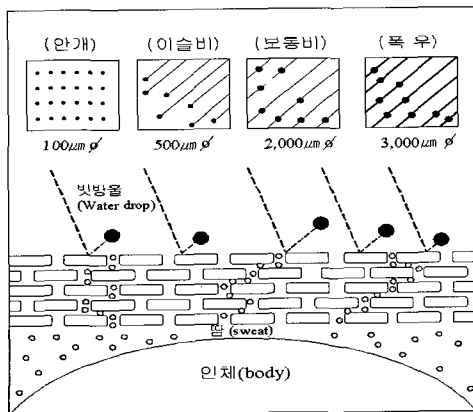 (안개) (이슬비) (보통비) (폭 우)
100㎛ ∅ 500㎛ ∅ 2,000㎛ ∅ 3,000㎛ ∅
빗방울
(Water drop)
땀 (sweat)
인체(body)